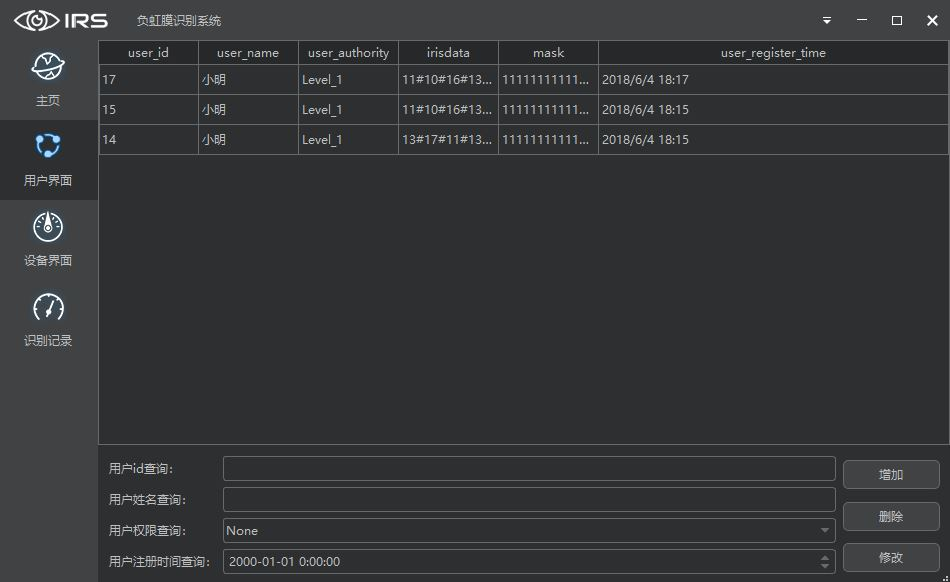 IRS 负虹膜识别系统
主页
用户界面
设备界面
识别记录
user_id user_name user_authority irisdata mask user_register_time
17 小明 Level_1 11#10#16#13... 11111111111... 2018/6/4 18:17
15 小明 Level_1 11#10#16#13... 11111111111... 2018/6/4 18:15
14 小明 Level_1 13#17#11#13... 11111111111... 2018/6/4 18:15
用户id查询：
用户姓名查询：
用户权限查询： None
用户注册时间查询： 2000-01-01 0:00:00
增加
删除
修改